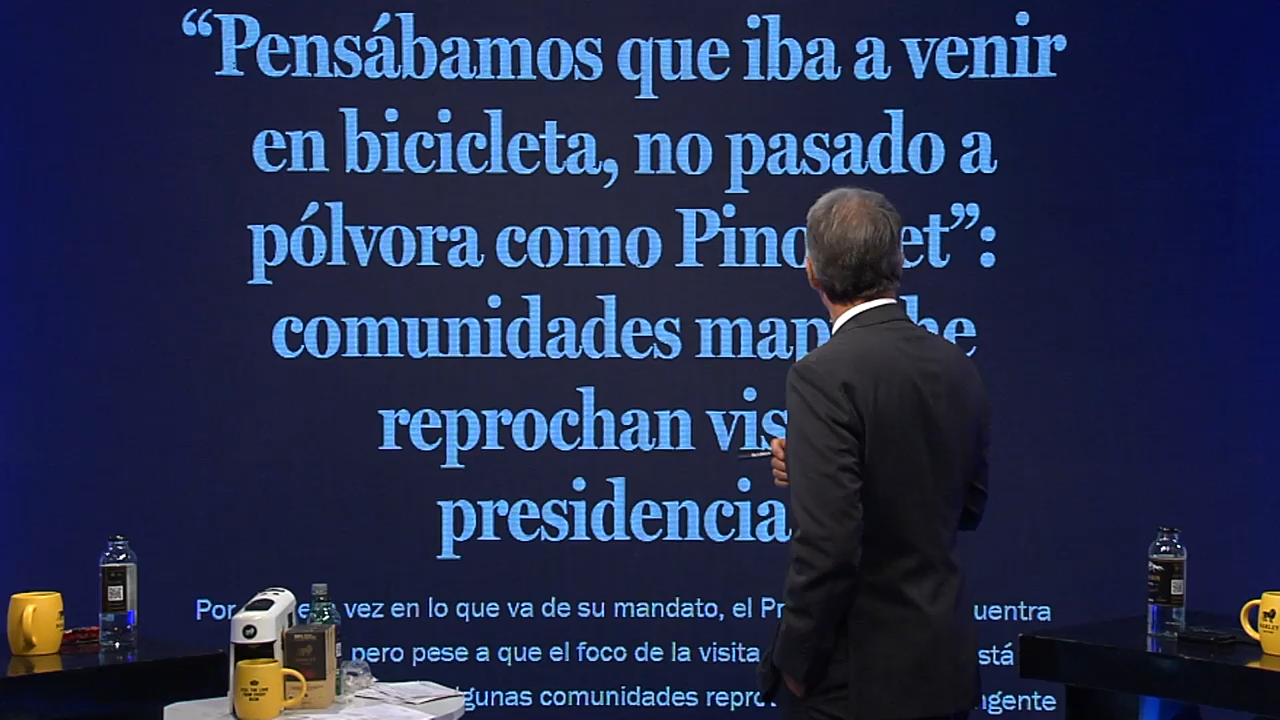 “Pensábamos que iba a venir
en bicicleta, no pasado a
pólvora como Pino et”:
comunidades map he
reprochan vis
presidencia
Por vez en lo que va de su mandato, el Pr uentra
pero pese a que el foco de la visita stá
gunas comunidades repro ngente